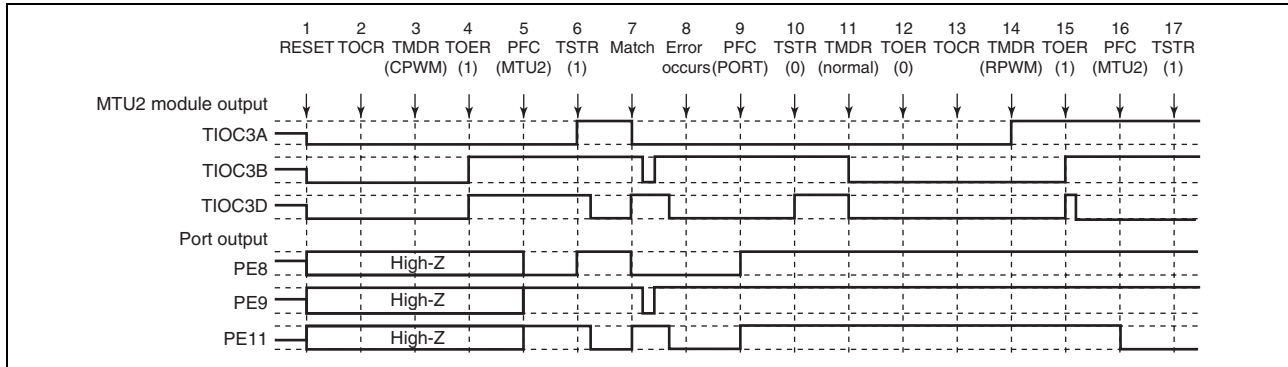 1 2 3 4 5 6 7 8 9 10 11 12 13 14 15 16 17
RESET TOCR TMDR TOER PFC TSTR Match Error PFC TSTR TMDR TOER TOCR TMDR TOER PFC TSTR
(CPWM) (1) (MTU2) (1) occurs (PORT) (0) (normal) (0) (RPWM) (1) (MTU2) (1)
MTU2 module output
TIOC3A
TIOC3B
TIOC3D
Port output
PE8 High-Z
PE9 High-Z
PE11 High-Z